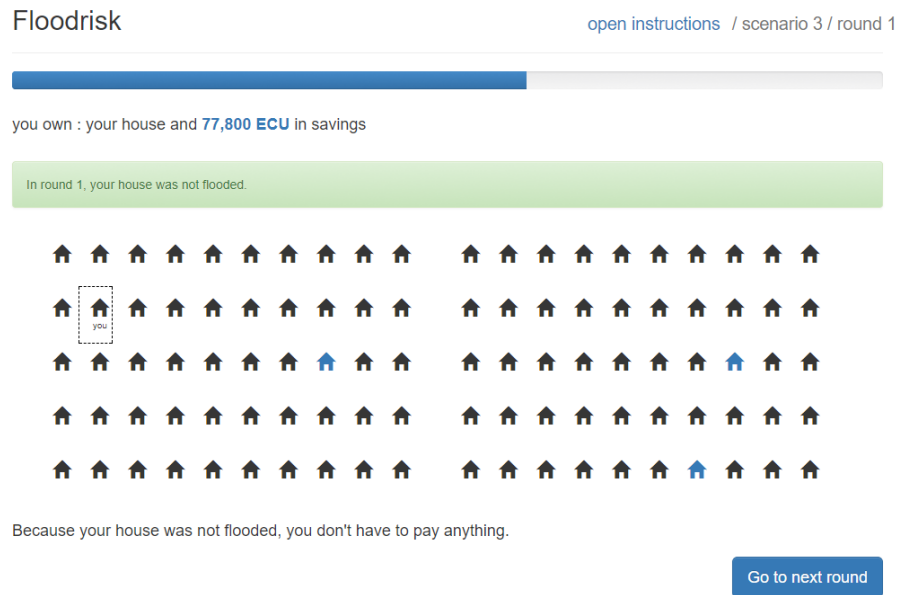 Floodrisk
open instructions / scenario 3 / round 1
you own : your house and 77,800 ECU in savings
In round 1, your house was not flooded.
you
Because your house was not flooded, you don't have to pay anything.
Go to next round